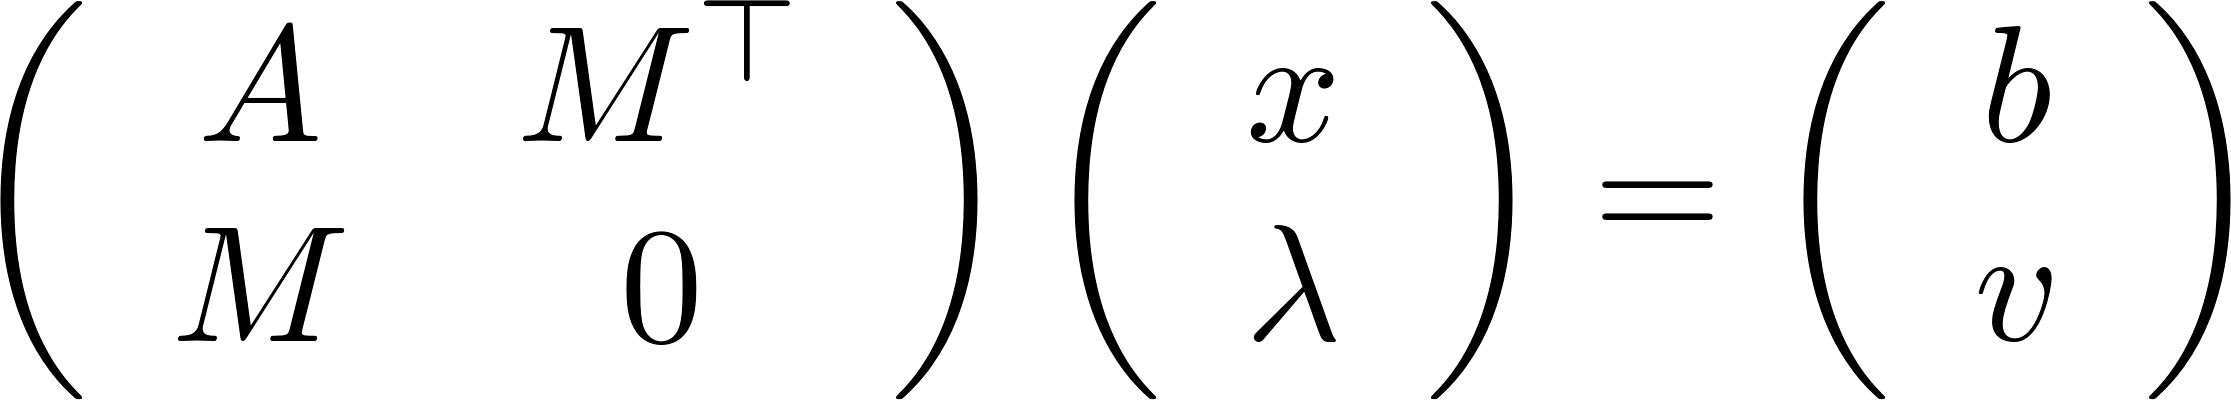 ( A M⊤ ) ( x ) = ( b )
( M 0 ) ( λ ) ( v )